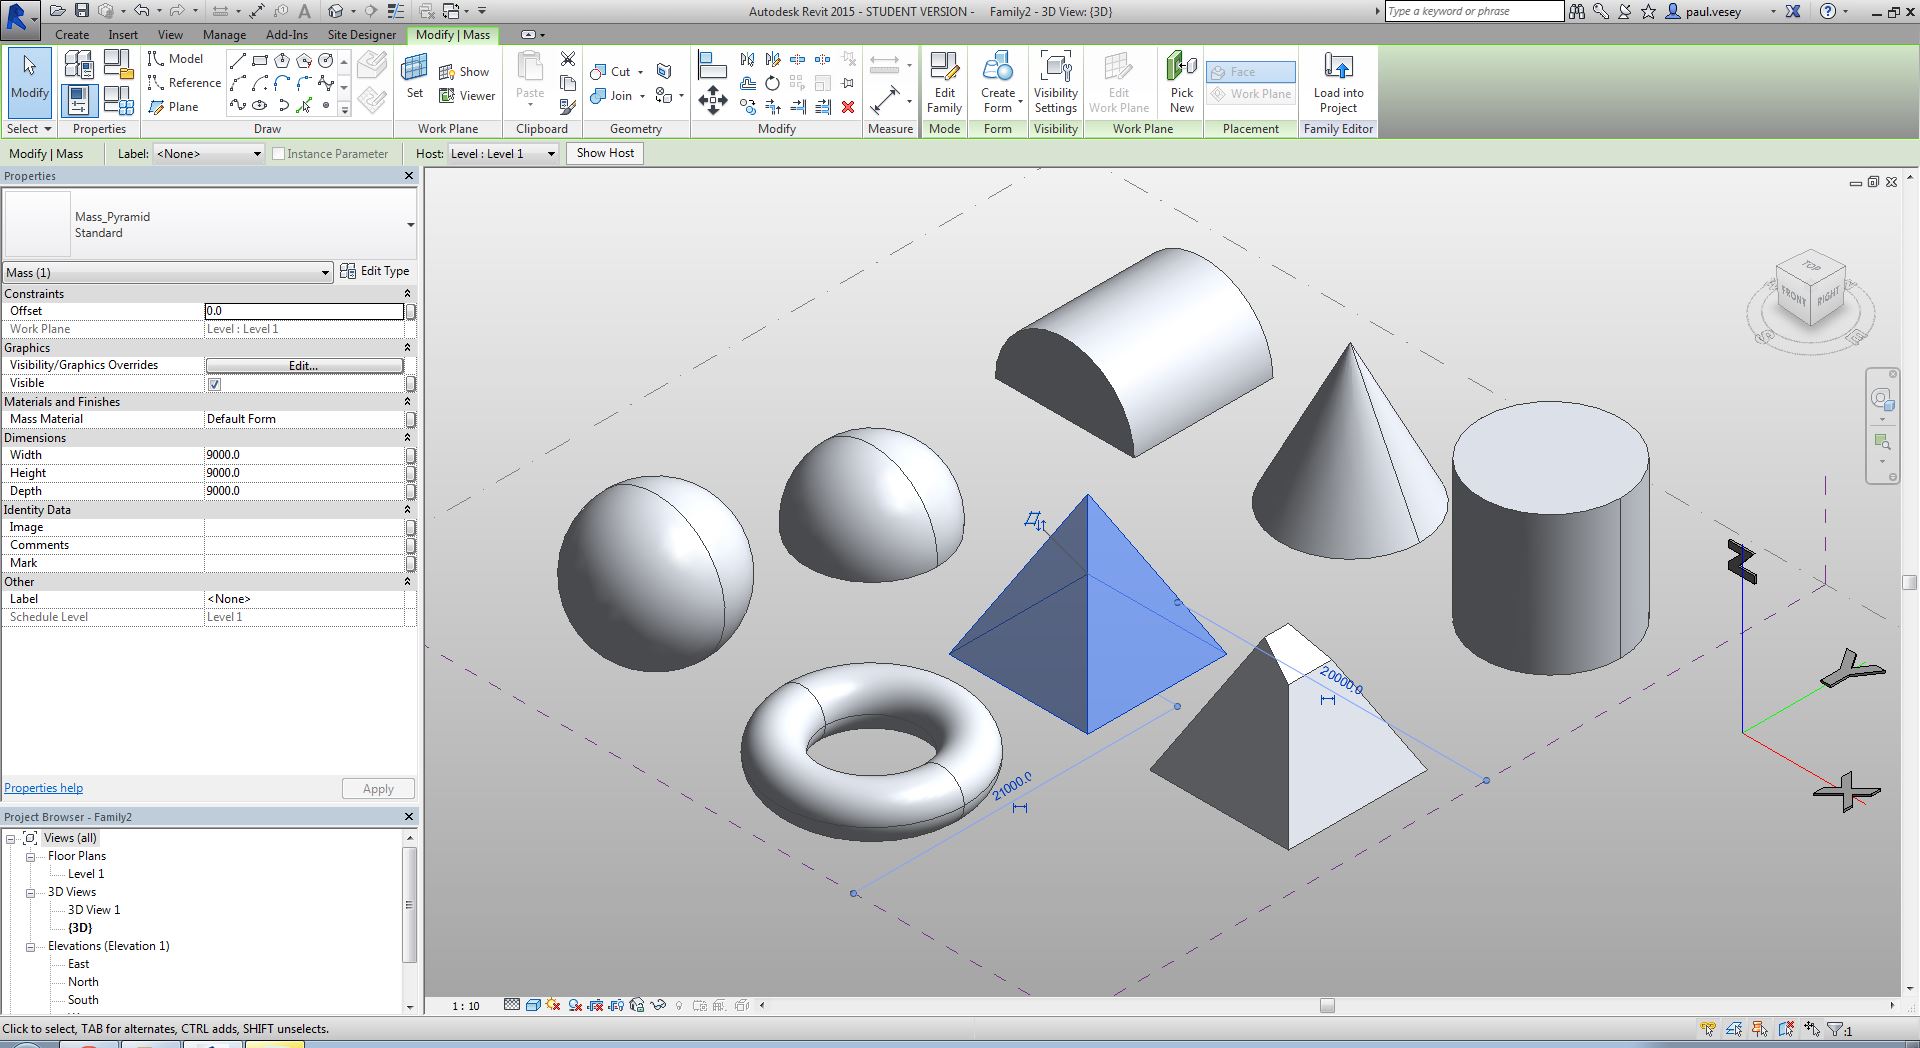 Autodesk Revit 2015 - STUDENT VERSION -
Family2 - 3D View: {3D}
Type a keyword or phrase
paul.vesey
Create
Insert
View
Manage
Add-Ins
Site Designer
Modify | Mass
Modify
Model
Reference
Plane
Set
Show
Viewer
Paste
Cut
Join
Edit Family
Create Form
Visibility Settings
Edit Work Plane
Pick New
Face
Work Plane
Load into Project
Select
Properties
Draw
Work Plane
Clipboard
Geometry
Modify
Measure
Mode
Form
Visibility
Work Plane
Placement
Family Editor
Modify | Mass
Label:
<None>
Instance Parameter
Host:
Level : Level 1
Show Host
Properties
Mass_Pyramid
Standard
Mass (1)
Edit Type
Constraints
Offset
0.0
Work Plane
Level : Level 1
Graphics
Visibility/Graphics Overrides
Edit...
Visible
Materials and Finishes
Mass Material
Default Form
Dimensions
Width
9000.0
Height
9000.0
Depth
9000.0
Identity Data
Image
Comments
Mark
Other
Label
<None>
Schedule Level
Level 1
Properties help
Apply
Project Browser - Family2
Views (all)
Floor Plans
Level 1
3D Views
3D View 1
{3D}
Elevations (Elevation 1)
East
North
South
TOP
FRONT
RIGHT
20000.0
21000.0
Z
Y
X
1 : 10
Click to select, TAB for alternates, CTRL adds, SHIFT unselects.
:1